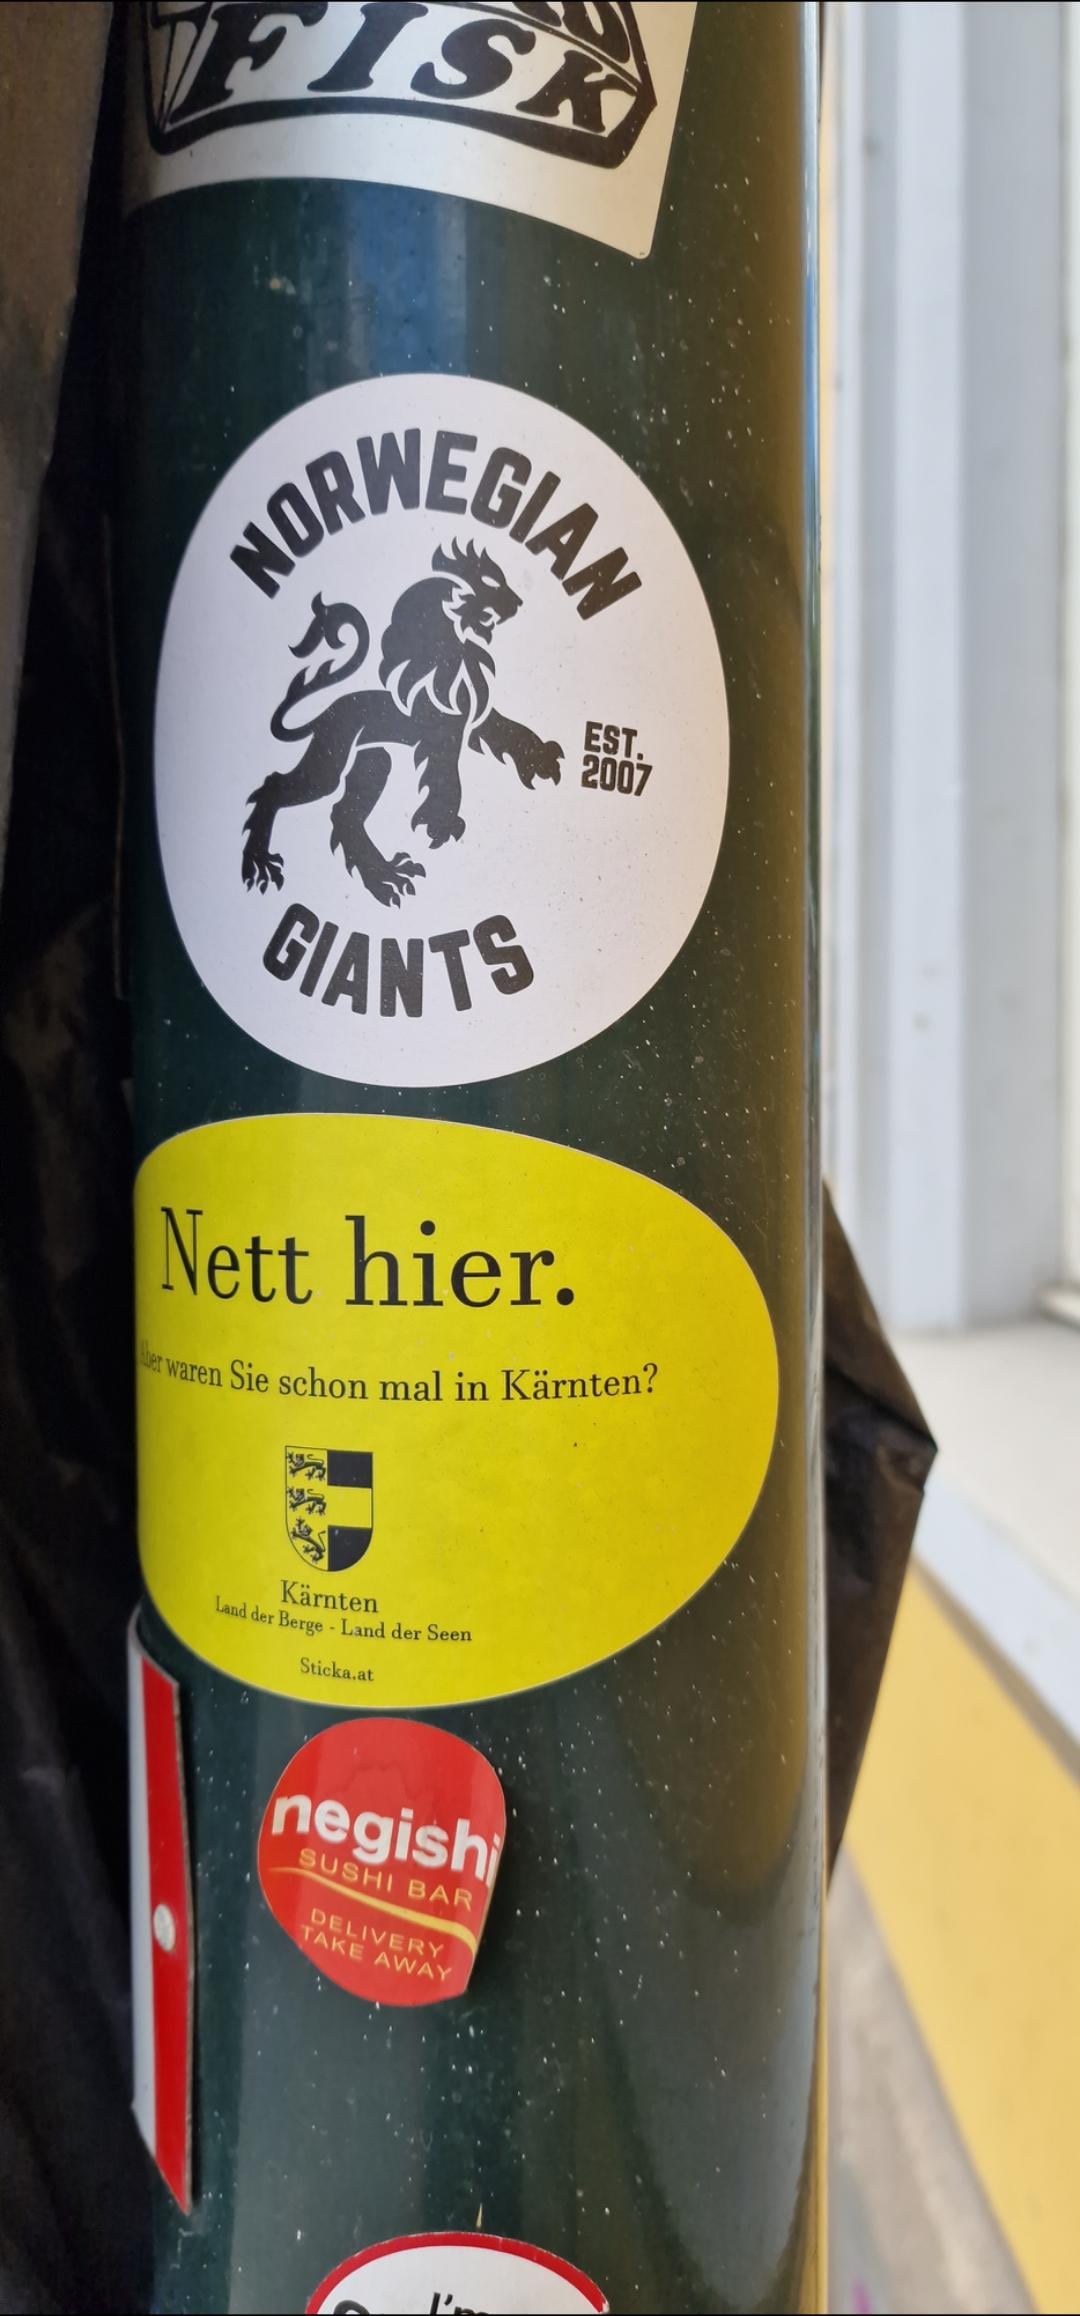 FISK
NORWEGIAN
EST.
2007
GIANTS
Nett hier.
Aber waren Sie schon mal in Kärnten?
Kärnten
Land der Berge - Land der Seen
Sticka.at
negishi
SUSHI BAR
DELIVERY
TAKE AWAY
I'm